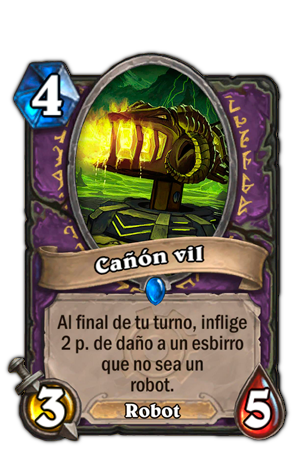 4
Cañón vil
Al final de tu turno, inflige
2 p. de daño a un esbirro
que no sea un
robot.
3
Robot
5